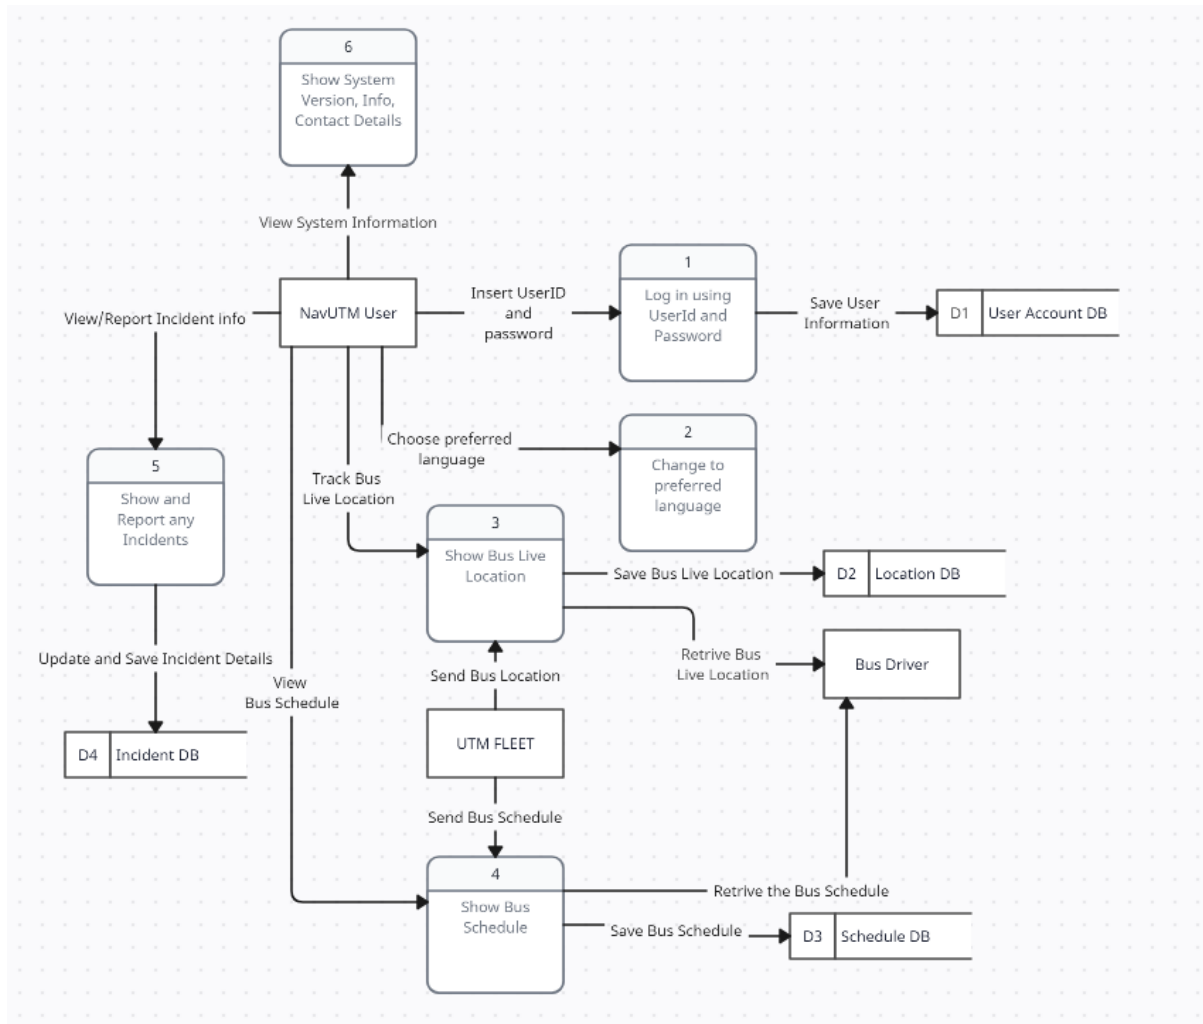 6
Show System
Version, Info,
Contact Details
View System Information
NavUTM User
Insert UserID
and
password
1
Log in using
UserId and
Password
Save User
Information
D1
User Account DB
View/Report Incident info
Choose preferred
language
2
Change to
preferred
language
5
Show and
Report any
Incidents
Track Bus
Live Location
3
Show Bus Live
Location
Save Bus Live Location
D2
Location DB
Retrive Bus
Live Location
Bus Driver
Update and Save Incident Details
View
Bus Schedule
Send Bus Location
UTM FLEET
D4
Incident DB
Send Bus Schedule
4
Show Bus
Schedule
Retrive the Bus Schedule
Save Bus Schedule
D3
Schedule DB